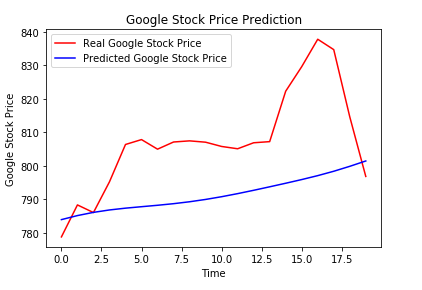 Google Stock Price Prediction
Real Google Stock Price
Predicted Google Stock Price
Google Stock Price
840
830
820
810
800
790
780
0.0 2.5 5.0 7.5 10.0 12.5 15.0 17.5
Time